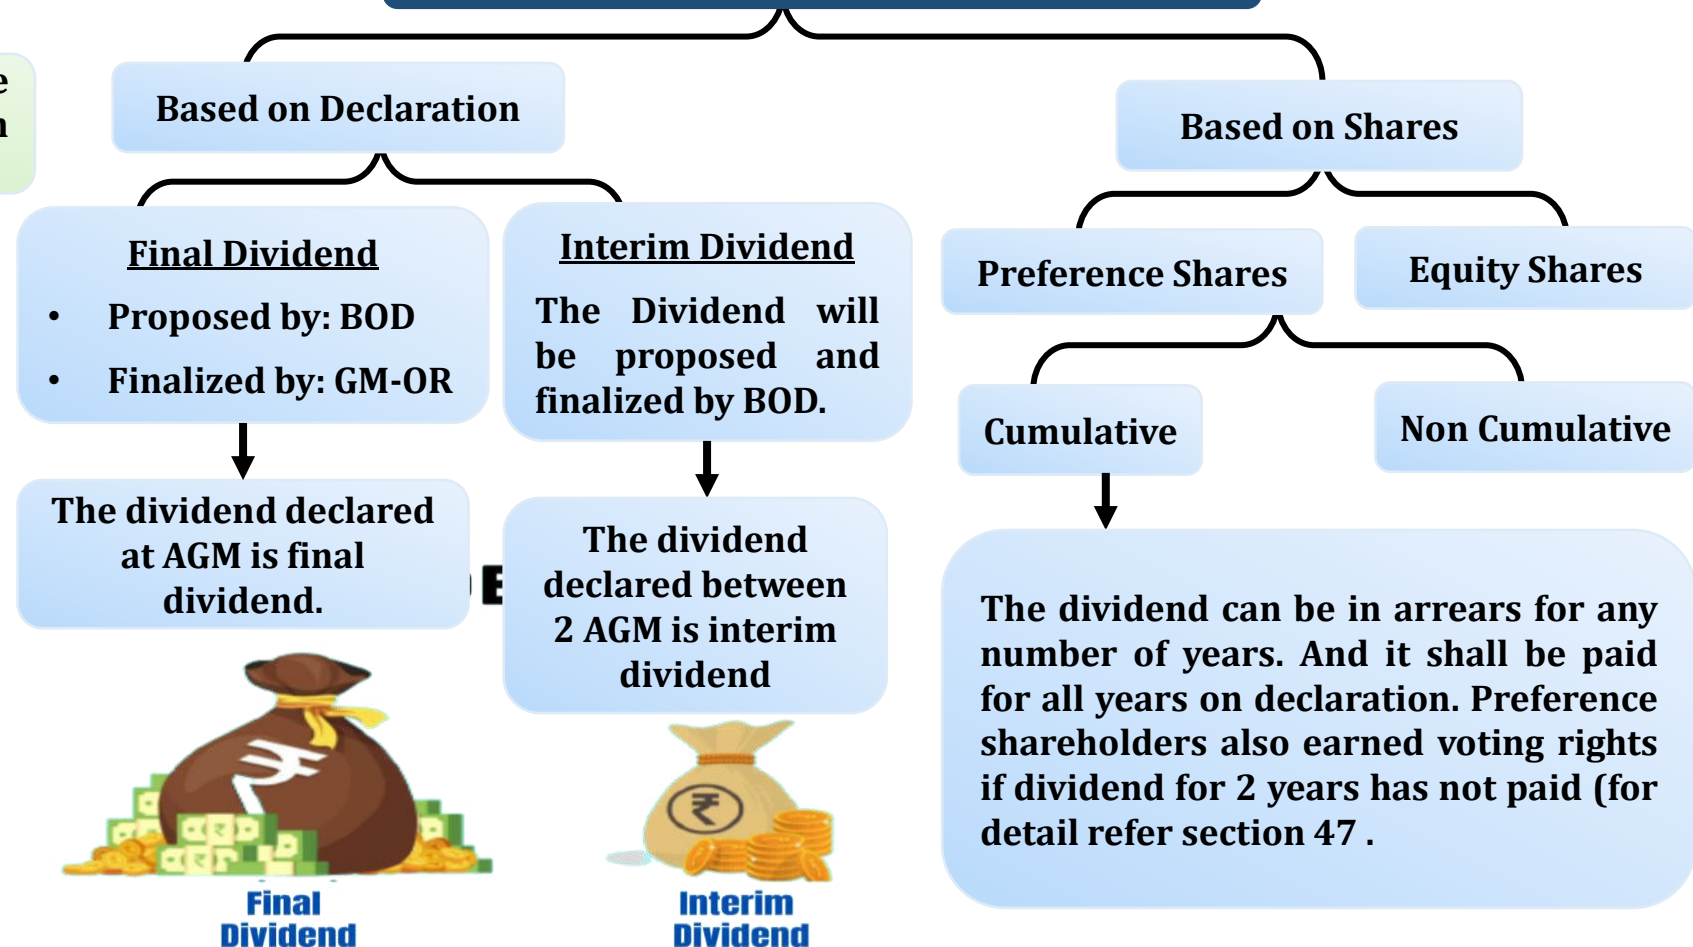 Based on Declaration
Based on Shares
Final Dividend
• Proposed by: BOD
• Finalized by: GM-OR
Interim Dividend
The Dividend will
be proposed and
finalized by BOD.
Preference Shares
Equity Shares
Cumulative
Non Cumulative
The dividend declared
at AGM is final
dividend.
The dividend
declared between
2 AGM is interim
dividend
The dividend can be in arrears for any
number of years. And it shall be paid
for all years on declaration. Preference
shareholders also earned voting rights
if dividend for 2 years has not paid (for
detail refer section 47 .
₹
₹
Final
Dividend
Interim
Dividend